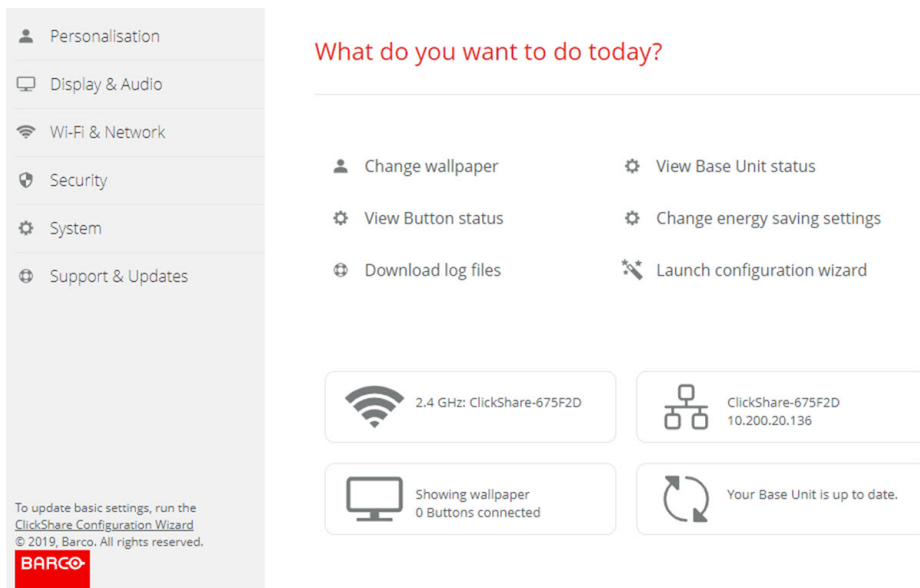 Personalisation
Display & Audio
Wi-Fi & Network
Security
System
Support & Updates
To update basic settings, run the
ClickShare Configuration Wizard
© 2019, Barco. All rights reserved.
BARCO
What do you want to do today?
Change wallpaper
View Base Unit status
View Button status
Change energy saving settings
Download log files
Launch configuration wizard
2.4 GHz: ClickShare-675F2D
ClickShare-675F2D
10.200.20.136
Showing wallpaper
0 Buttons connected
Your Base Unit is up to date.